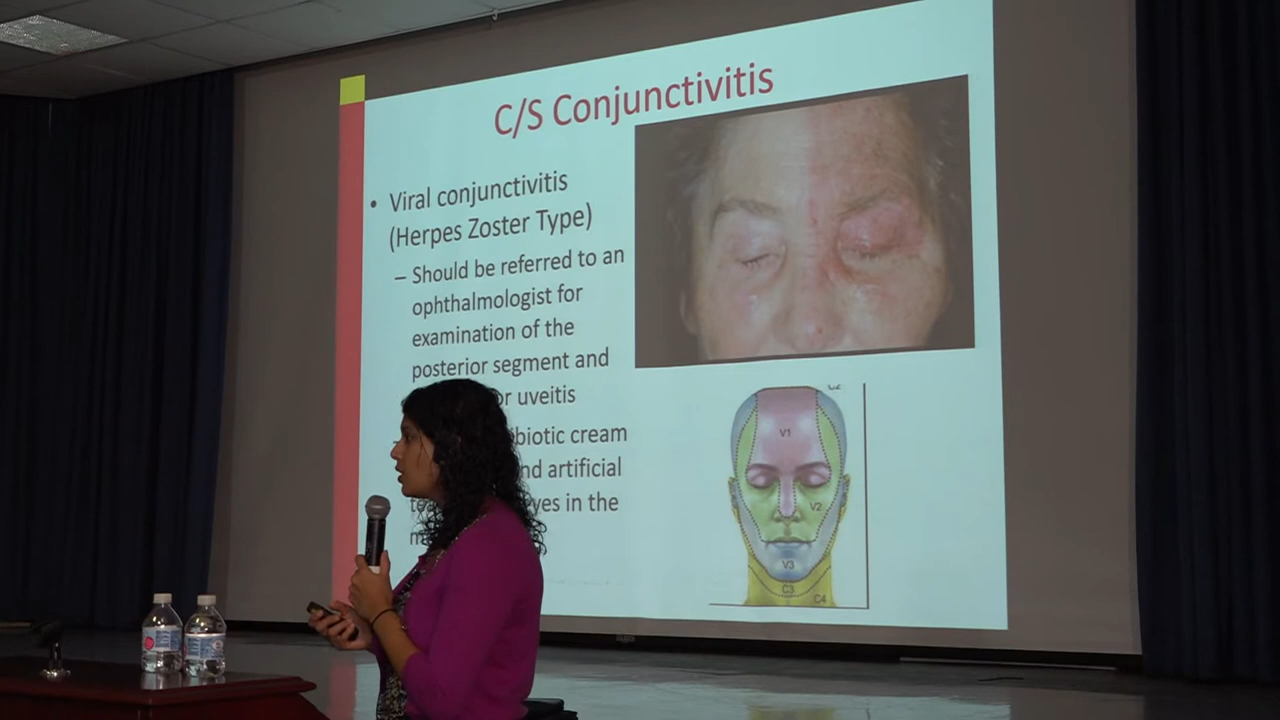 C/S Conjunctivitis
• Viral conjunctivitis
(Herpes Zoster Type)
– Should be referred to an
ophthalmologist for
examination of the
posterior segment and
or uveitis
biotic cream
nd artificial
yes in the
V1
V2
V3
C3
C4